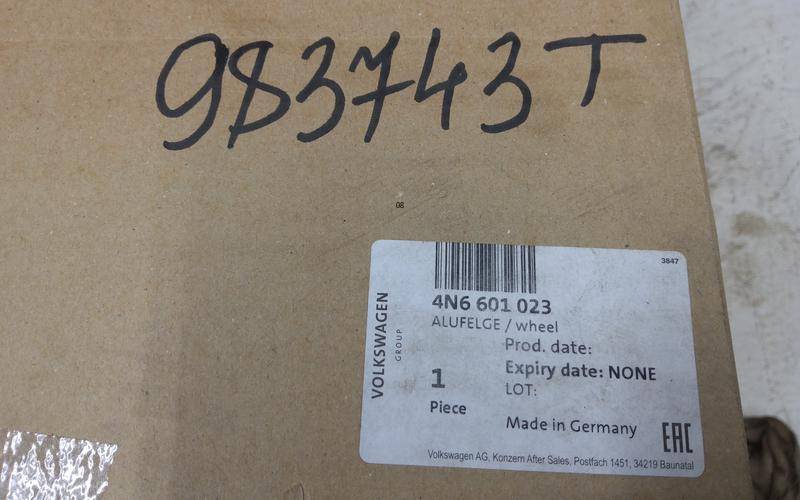 983743T
08
3847
4N6 601 023
ALUFELGE / wheel
VOLKSWAGEN
GROUP
Prod. date:
Expiry date: NONE
LOT:
1
Piece
Made in Germany
EAC
Volkswagen AG, Konzern After Sales, Postfach 1451, 34219 Baunatal